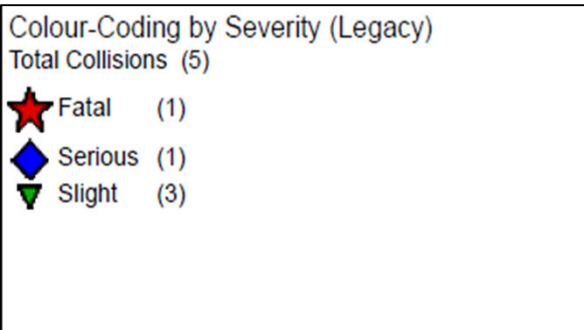 Colour-Coding by Severity (Legacy)
Total Collisions (5)
Fatal (1)
Serious (1)
Slight (3)